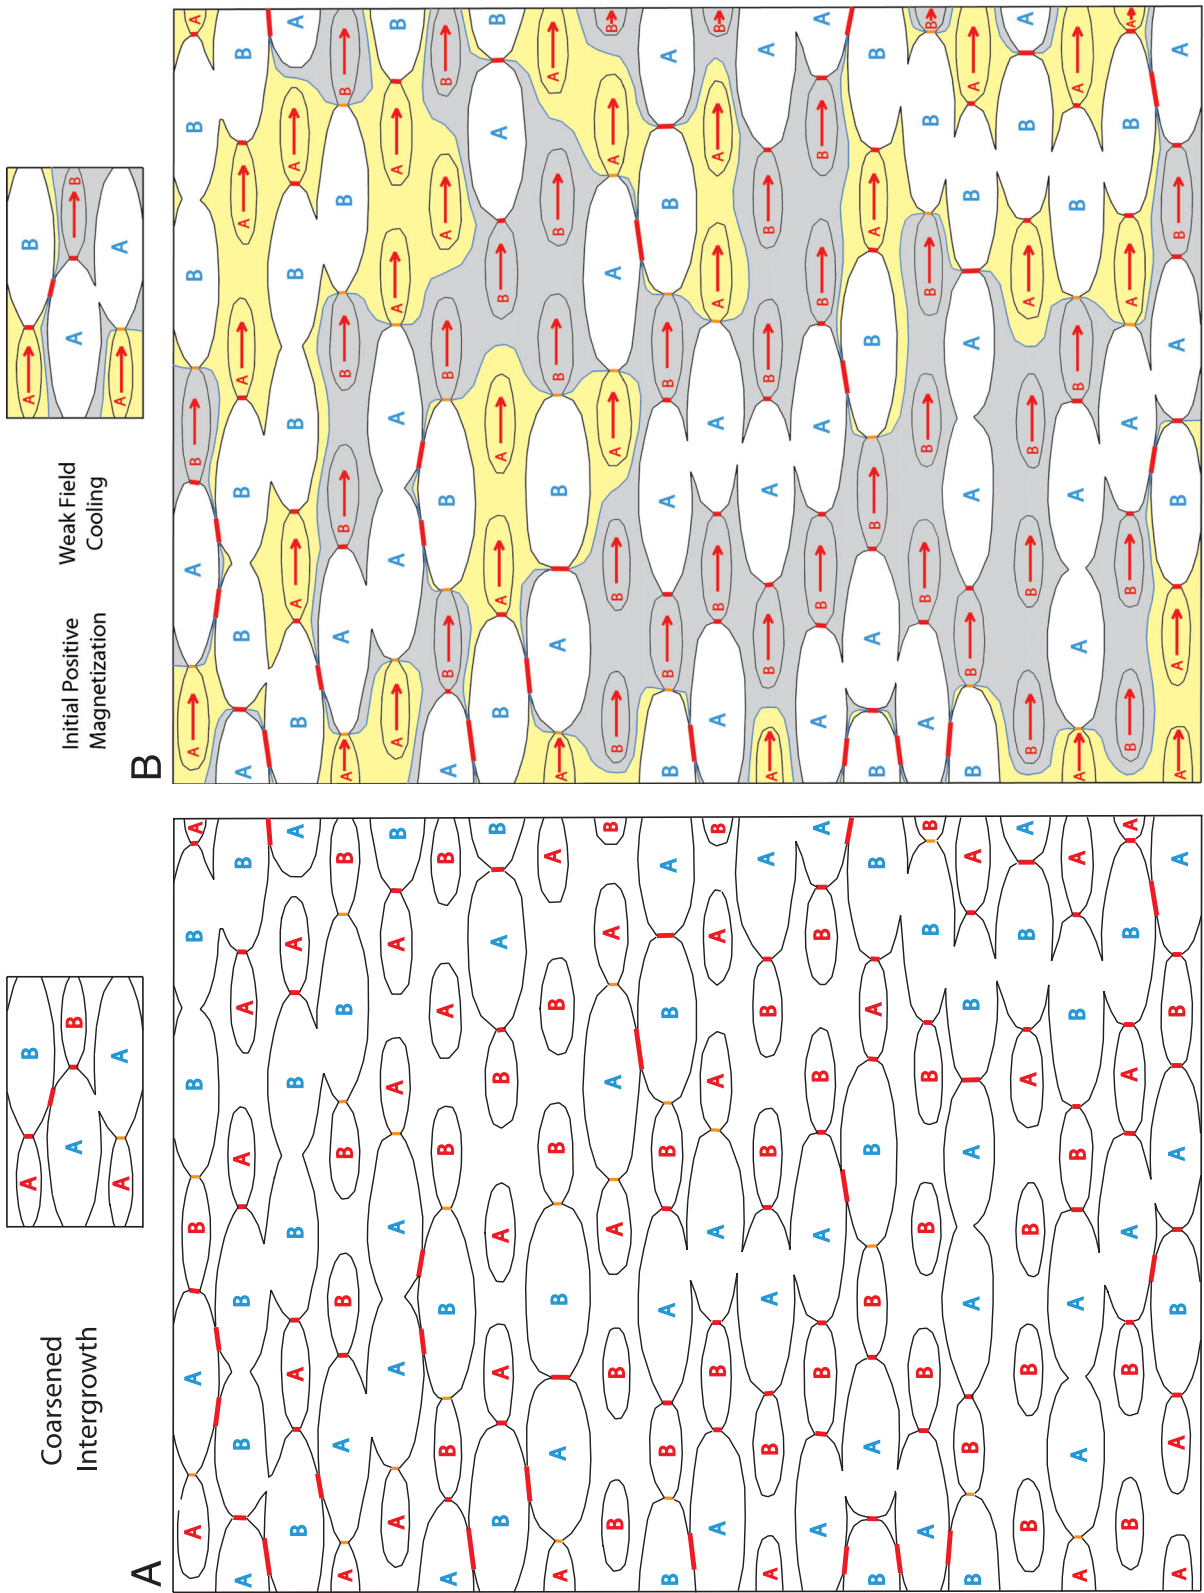 A
Coarsened
Intergrowth
A B
A B
A A
A A B B B A
A B B A A B
B A B B A A
A A B B B B
A A A A A B
A B B B A B
B A A B A B
A A B B B A
B B A A A B
B B A B B A
A B A A A B
A B A B B A
A B A B B A
B A B B A B
A B B B B B
B B A A B A
B B B A B A
A A A B B A
B B A A B A
A A B A B A
B
Initial Positive
Magnetization
Weak Field
Cooling
A B
A B
A A
A A B B B A
A B B A A B
B A B B A A
A A B B B B
A A A A A B
A B B B A B
B A A B A B
A A B B B A
B B A A A B
B B A B B A
A B A A A B
A B A B B A
A B A B B A
B A B B A B
A B B B B B
B B A A B A
B B B A B A
A A A B B A
B B A A B A
A A B A B A